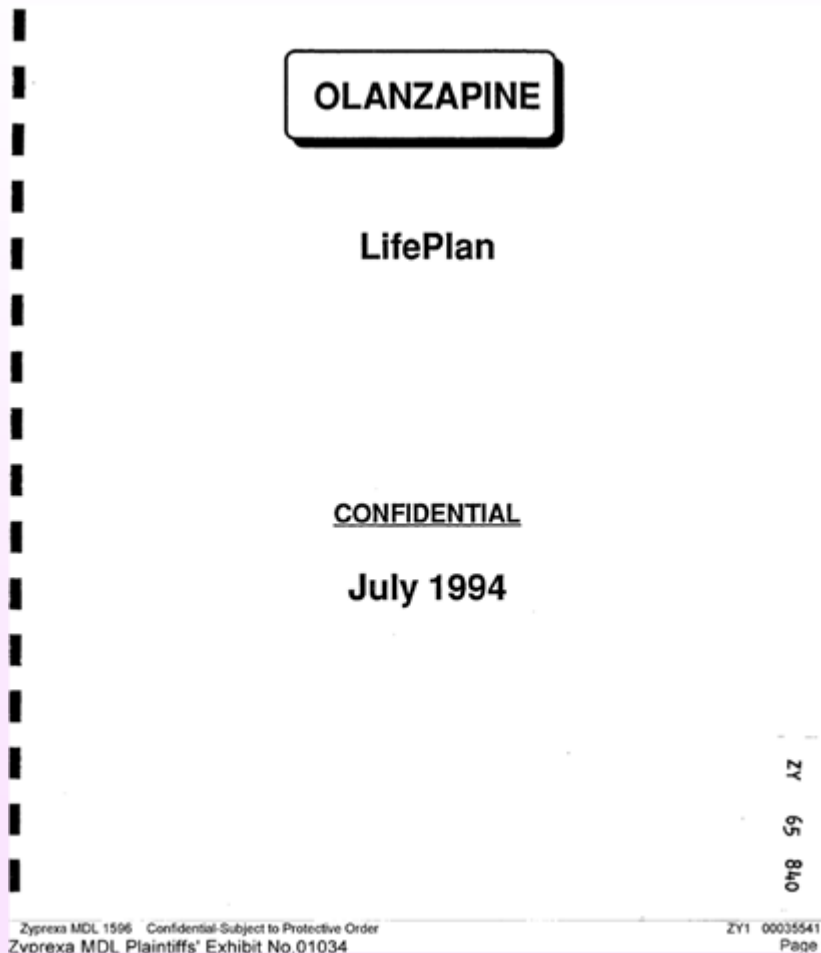 OLANZAPINE
LifePlan
CONFIDENTIAL
July 1994
ZY 65 840
Zyprexa MDL 1596 Confidential-Subject to Protective Order ZY1 00035541
Zyprexa MDL Plaintiffs' Exhibit No.01034 Page